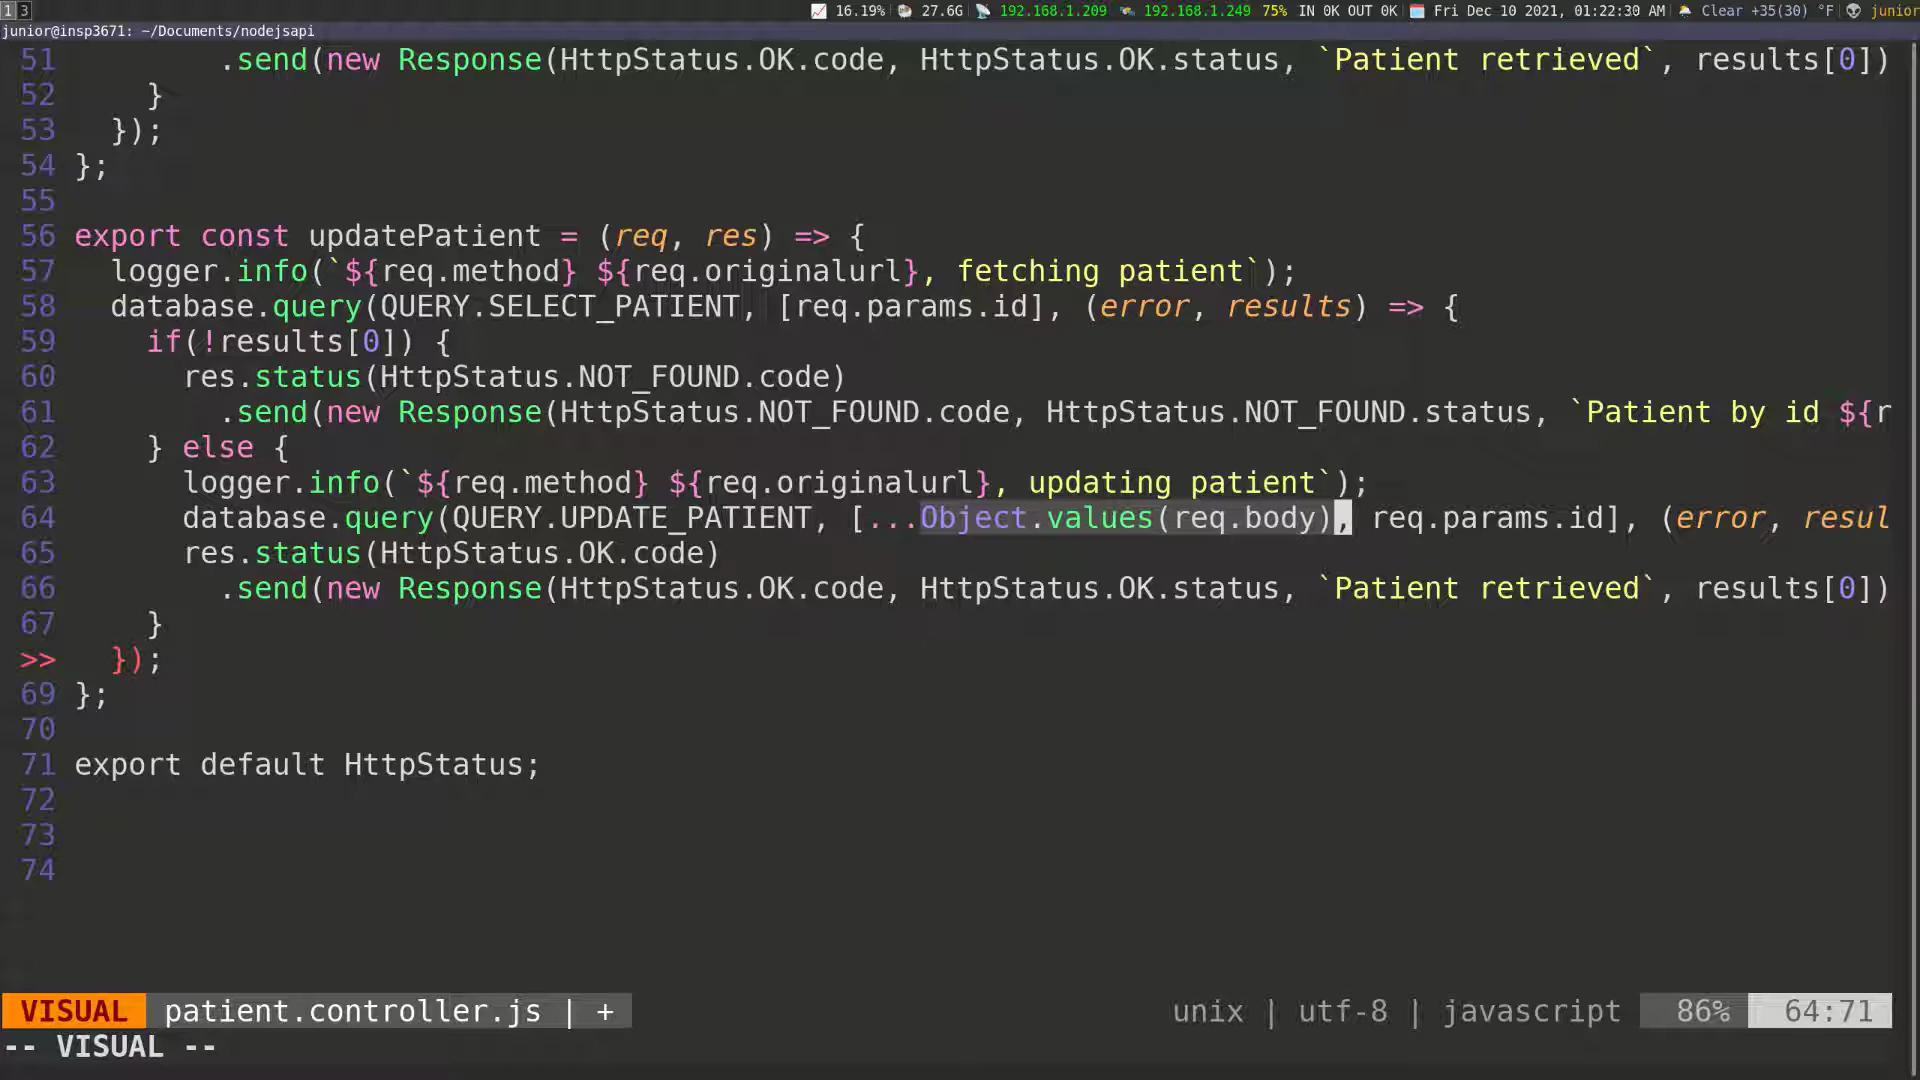 1 3 16.19% 27.6G 192.168.1.209 192.168.1.249 75% IN 0K OUT 0K Fri Dec 10 2021, 01:22:30 AM Clear +35(30) °F junior
junior@insp3671: ~/Documents/nodejsapi
51         .send(new Response(HttpStatus.OK.code, HttpStatus.OK.status, `Patient retrieved`, results[0])
52     }
53   });
54 };
55
56 export const updatePatient = (req, res) => {
57   logger.info(`${req.method} ${req.originalurl}, fetching patient`);
58   database.query(QUERY.SELECT_PATIENT, [req.params.id], (error, results) => {
59     if(!results[0]) {
60       res.status(HttpStatus.NOT_FOUND.code)
61         .send(new Response(HttpStatus.NOT_FOUND.code, HttpStatus.NOT_FOUND.status, `Patient by id ${r
62     } else {
63       logger.info(`${req.method} ${req.originalurl}, updating patient`);
64       database.query(QUERY.UPDATE_PATIENT, [...Object.values(req.body), req.params.id], (error, resul
65       res.status(HttpStatus.OK.code)
66         .send(new Response(HttpStatus.OK.code, HttpStatus.OK.status, `Patient retrieved`, results[0])
67     }
>>   });
69 };
70
71 export default HttpStatus;
72
73
74
VISUAL patient.controller.js | + unix | utf-8 | javascript 86% 64:71
-- VISUAL --